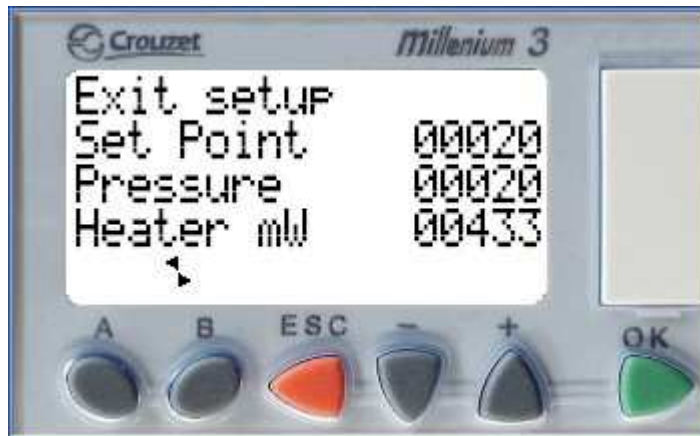 Crouzet Millenium 3
Exit setup
Set Point 00020
Pressure 00020
Heater mW 00433
A B ESC - + OK